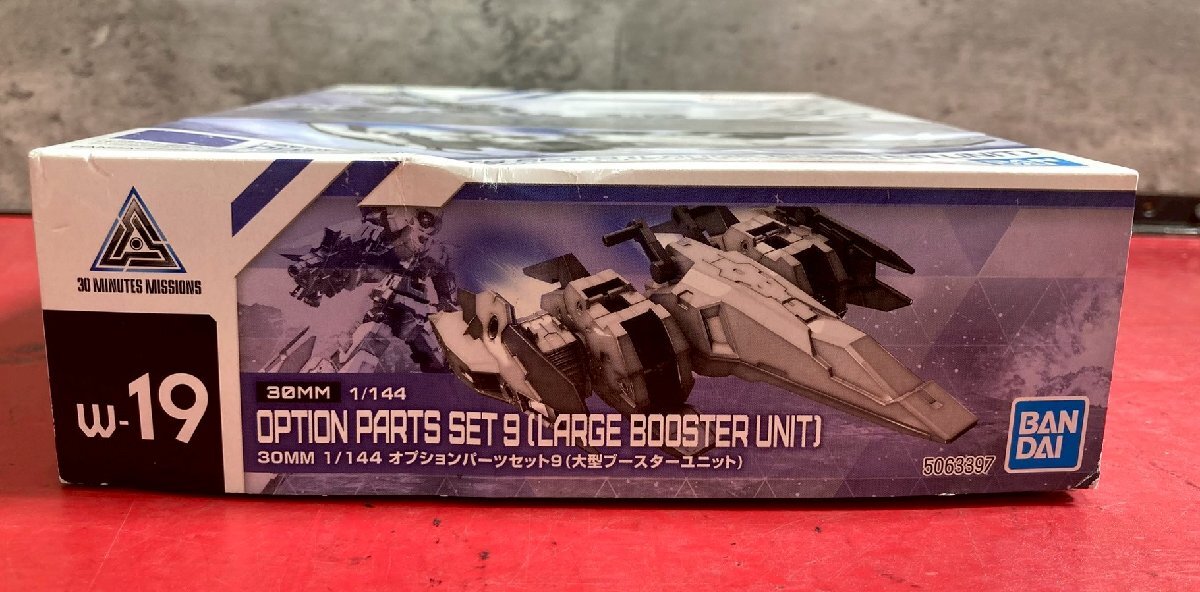 30 MINUTES MISSIONS
W-19
30MM 1/144
OPTION PARTS SET 9 (LARGE BOOSTER UNIT)
30MM 1/144 オプションパーツセット9(大型ブースターユニット)
5063397
BAN
DAI